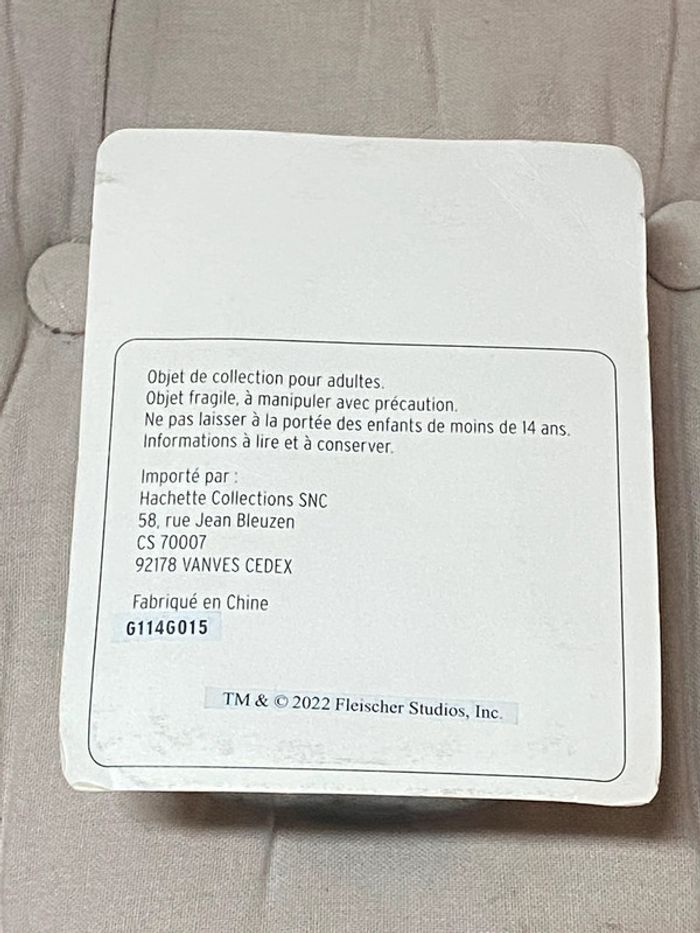 Objet de collection pour adultes.
Objet fragile, à manipuler avec précaution.
Ne pas laisser à la portée des enfants de moins de 14 ans.
Informations à lire et à conserver.
Importé par :
Hachette Collections SNC
58, rue Jean Bleuzen
CS 70007
92178 VANVES CEDEX
Fabriqué en Chine
G114G015
TM & © 2022 Fleischer Studios, Inc.